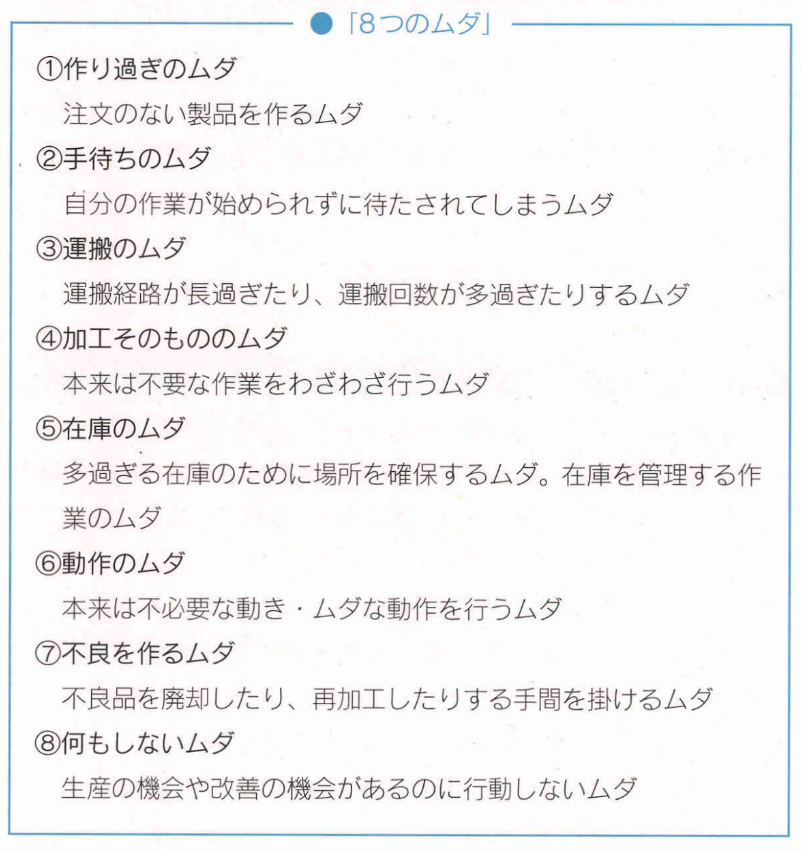 ●「8つのムダ」
①作り過ぎのムダ
注文のない製品を作るムダ
②手待ちのムダ
自分の作業が始められずに待たされてしまうムダ
③運搬のムダ
運搬経路が長過ぎたり、運搬回数が多過ぎたりするムダ
④加工そのもののムダ
本来は不要な作業をわざわざ行うムダ
⑤在庫のムダ
多過ぎる在庫のために場所を確保するムダ。在庫を管理する作
業のムダ
⑥動作のムダ
本来は不必要な動き・ムダな動作を行うムダ
⑦不良を作るムダ
不良品を廃却したり、再加工したりする手間を掛けるムダ
⑧何もしないムダ
生産の機会や改善の機会があるのに行動しないムダ